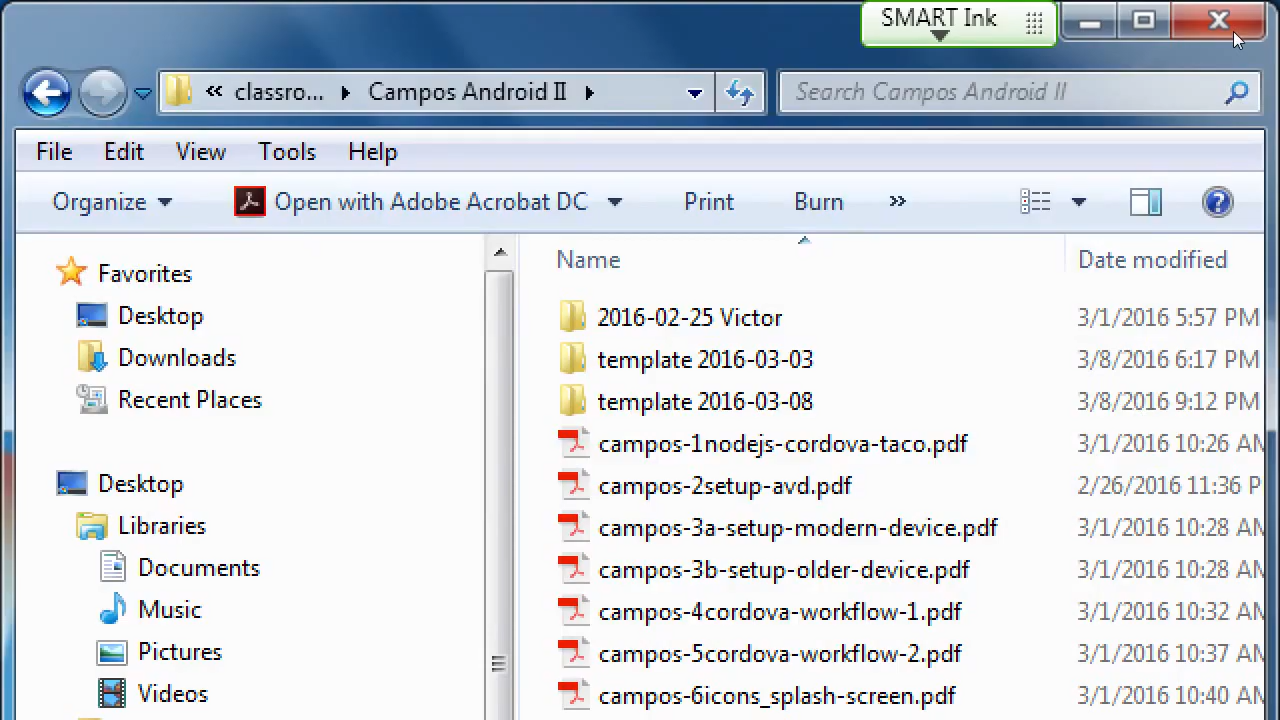 SMART Ink
« classro... Campos Android II
Search Campos Android II
File Edit View Tools Help
Organize Open with Adobe Acrobat DC Print Burn »
Name Date modified
Favorites
Desktop
Downloads
Recent Places
Desktop
Libraries
Documents
Music
Pictures
Videos
2016-02-25 Victor 3/1/2016 5:57 PM
template 2016-03-03 3/8/2016 6:17 PM
template 2016-03-08 3/8/2016 9:12 PM
campos-1nodejs-cordova-taco.pdf 3/1/2016 10:26 AM
campos-2setup-avd.pdf 2/26/2016 11:36 P
campos-3a-setup-modern-device.pdf 3/1/2016 10:28 AM
campos-3b-setup-older-device.pdf 3/1/2016 10:28 AM
campos-4cordova-workflow-1.pdf 3/1/2016 10:32 AM
campos-5cordova-workflow-2.pdf 3/1/2016 10:37 AM
campos-6icons_splash-screen.pdf 3/1/2016 10:40 AM